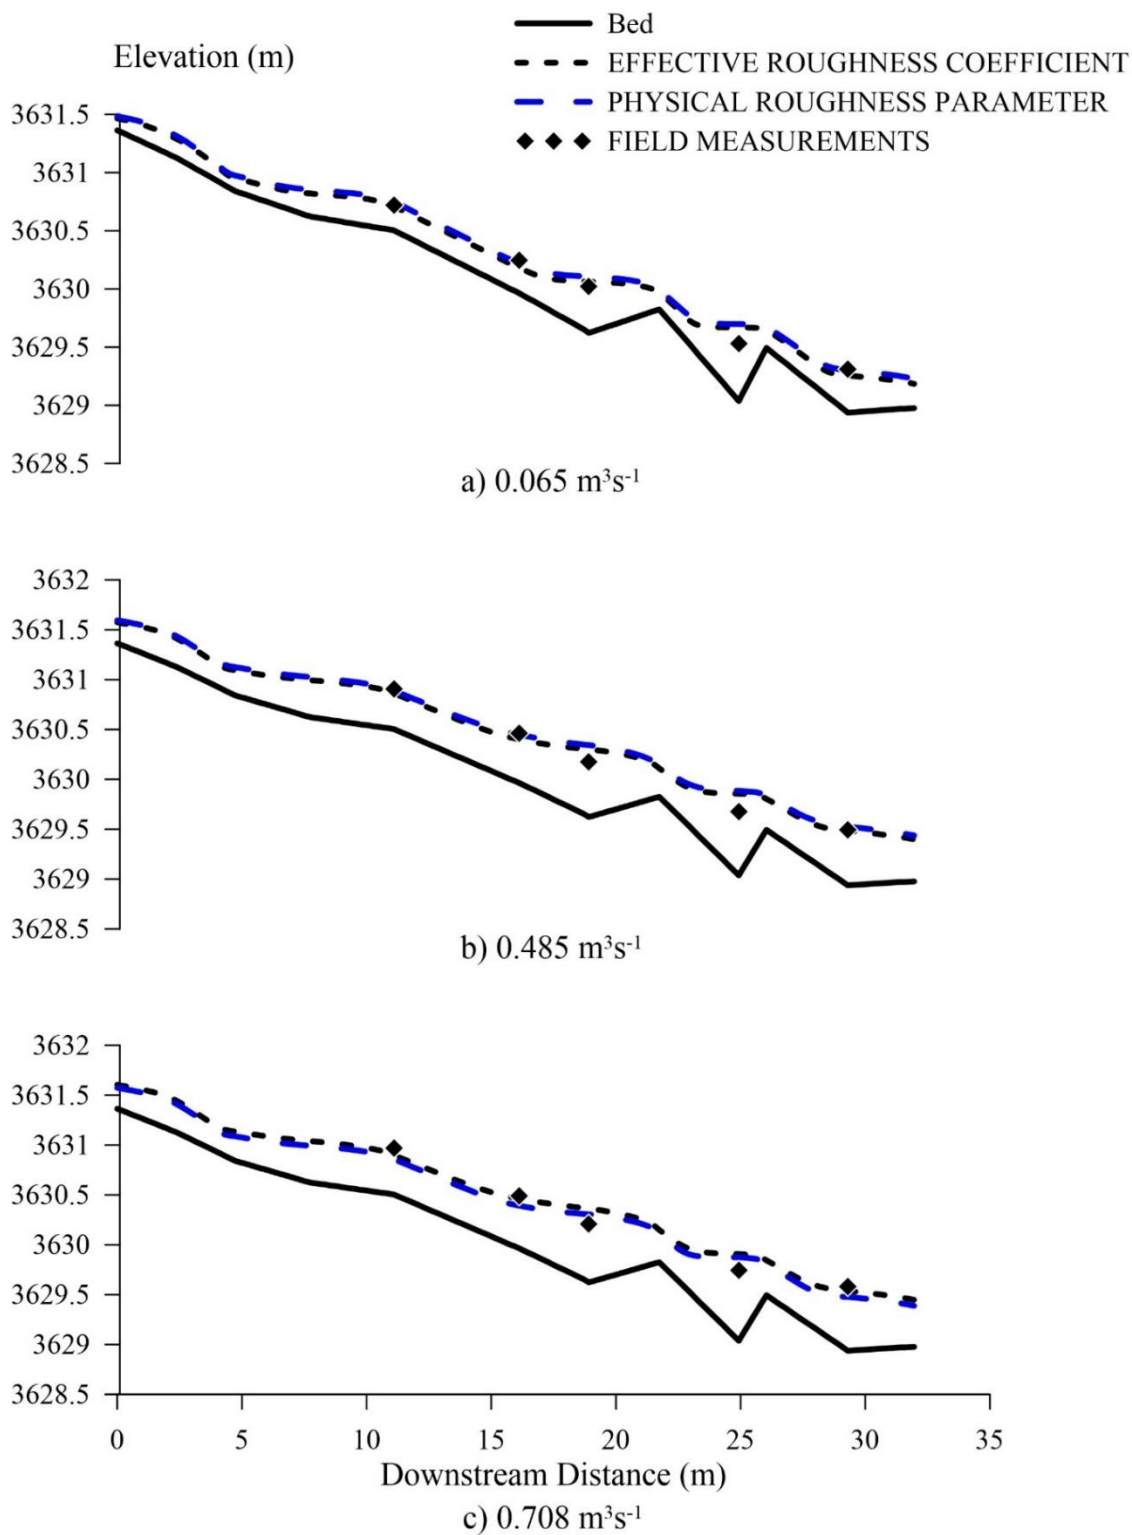 Bed
Elevation (m)
EFFECTIVE ROUGHNESS COEFFICIENT
PHYSICAL ROUGHNESS PARAMETER
FIELD MEASUREMENTS
3631.5
3631
3630.5
3630
3629.5
3629
3628.5
a) 0.065 m³s⁻¹
3632
3631.5
3631
3630.5
3630
3629.5
3629
3628.5
b) 0.485 m³s⁻¹
3632
3631.5
3631
3630.5
3630
3629.5
3629
3628.5
0 5 10 15 20 25 30 35
Downstream Distance (m)
c) 0.708 m³s⁻¹